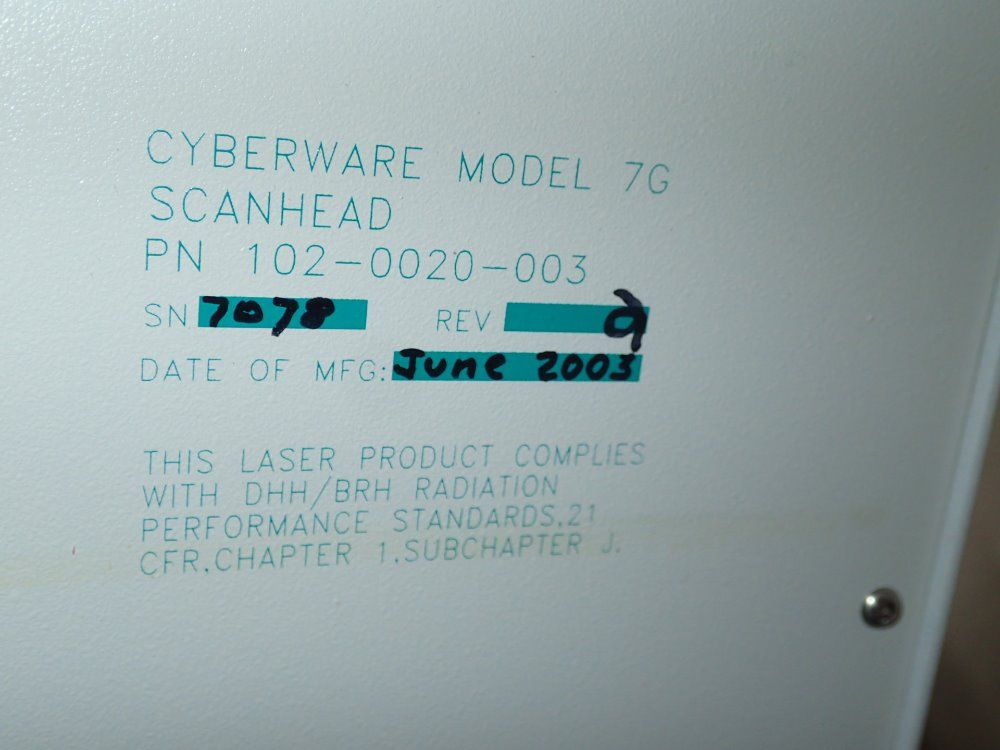 CYBERWARE MODEL 7G
SCANHEAD
PN 102-0020-003
SN 7078 REV a
DATE OF MFG: June 2003
THIS LASER PRODUCT COMPLIES
WITH DHH/BRH RADIATION
PERFORMANCE STANDARDS,21
CFR,CHAPTER 1,SUBCHAPTER J.